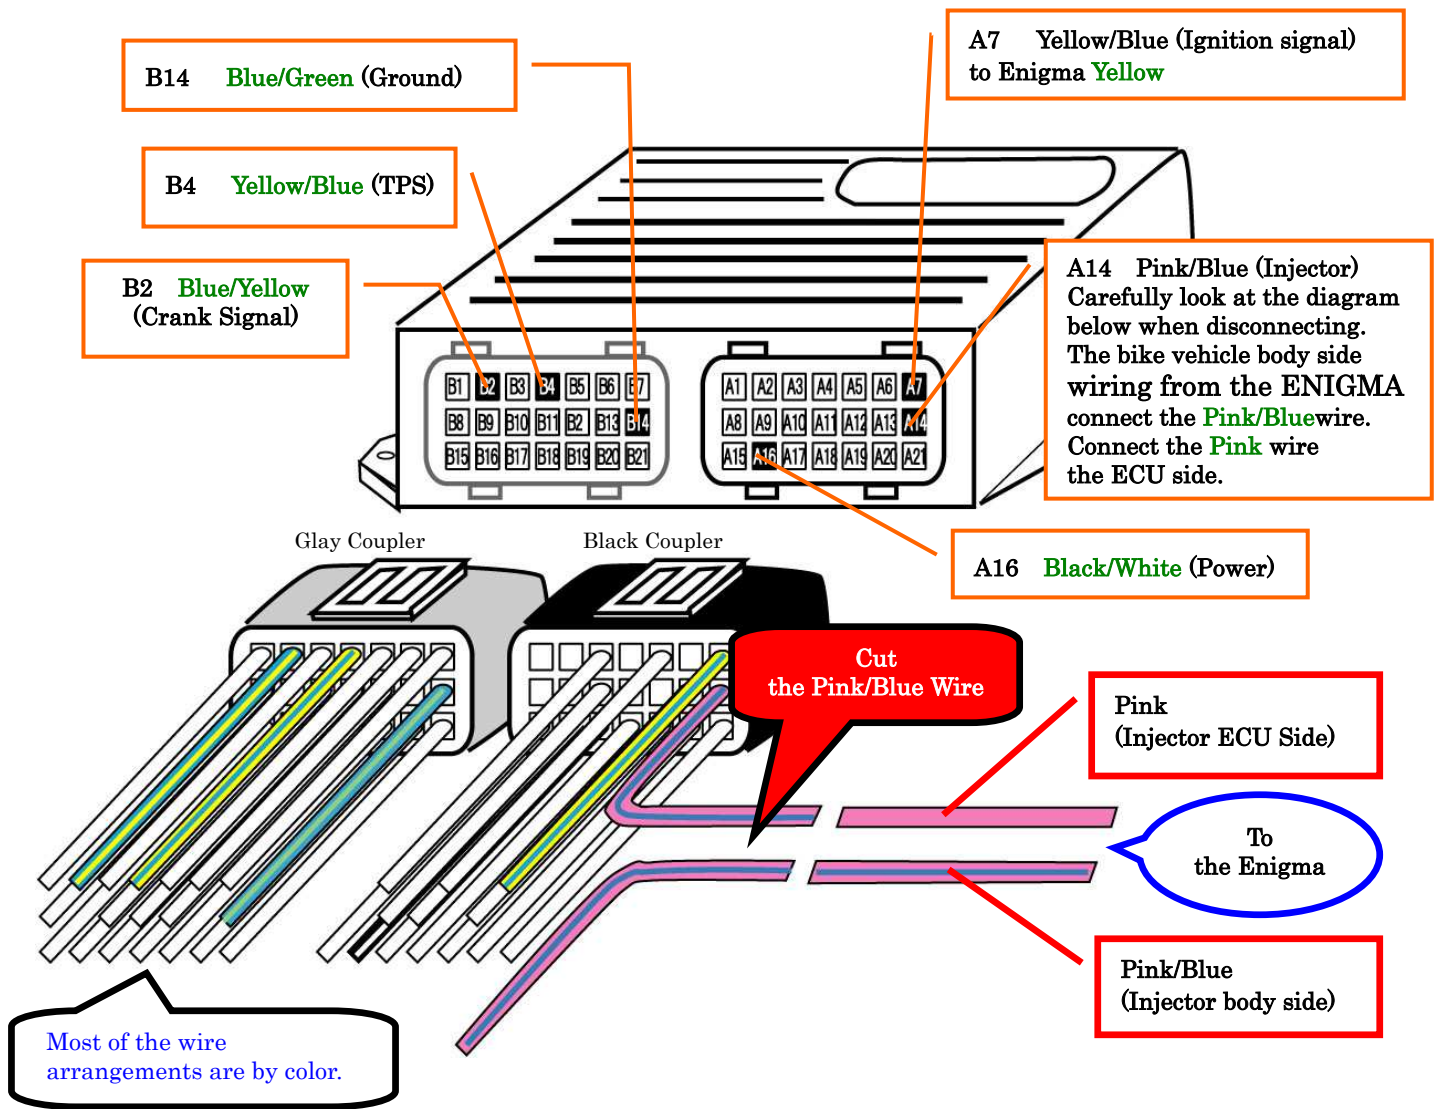 B14 Blue/Green (Ground)
A7 Yellow/Blue (Ignition signal)
to Enigma Yellow
B4 Yellow/Blue (TPS)
B2 Blue/Yellow
(Crank Signal)
A14 Pink/Blue (Injector)
Carefully look at the diagram
below when disconnecting.
The bike vehicle body side
wiring from the ENIGMA
connect the Pink/Bluewire.
Connect the Pink wire
the ECU side.
B1 B2 B3 B4 B5 B6 B7
B8 B9 B10 B11 B2 B13 B14
B15 B16 B17 B18 B19 B20 B21
A1 A2 A3 A4 A5 A6 A7
A8 A9 A10 A11 A12 A13 A14
A15 A16 A17 A18 A19 A20 A21
A16 Black/White (Power)
Glay Coupler
Black Coupler
Cut
the Pink/Blue Wire
Pink
(Injector ECU Side)
To
the Enigma
Pink/Blue
(Injector body side)
Most of the wire
arrangements are by color.